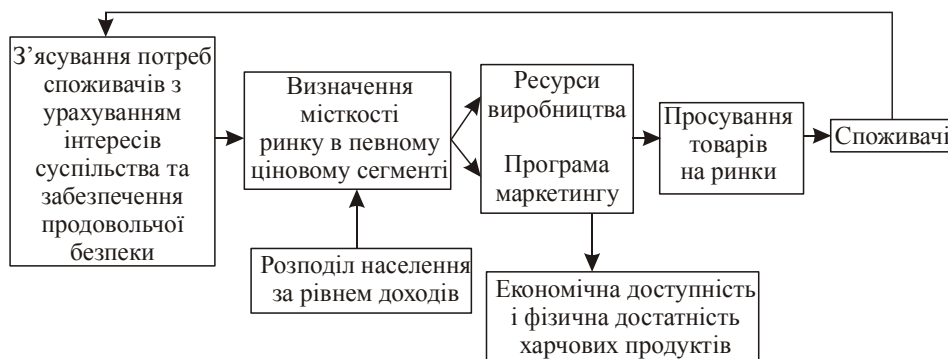 З’ясування потреб
споживачів з
урахуванням
інтересів
суспільства та
забезпечення
продовольчої
безпеки
Визначення
місткості
ринку в певному
ціновому сегменті
Розподіл населення
за рівнем доходів
Ресурси
виробництва
Програма
маркетингу
Економічна доступність
і фізична достатність
харчових продуктів
Просування
товарів
на ринки
Споживачі